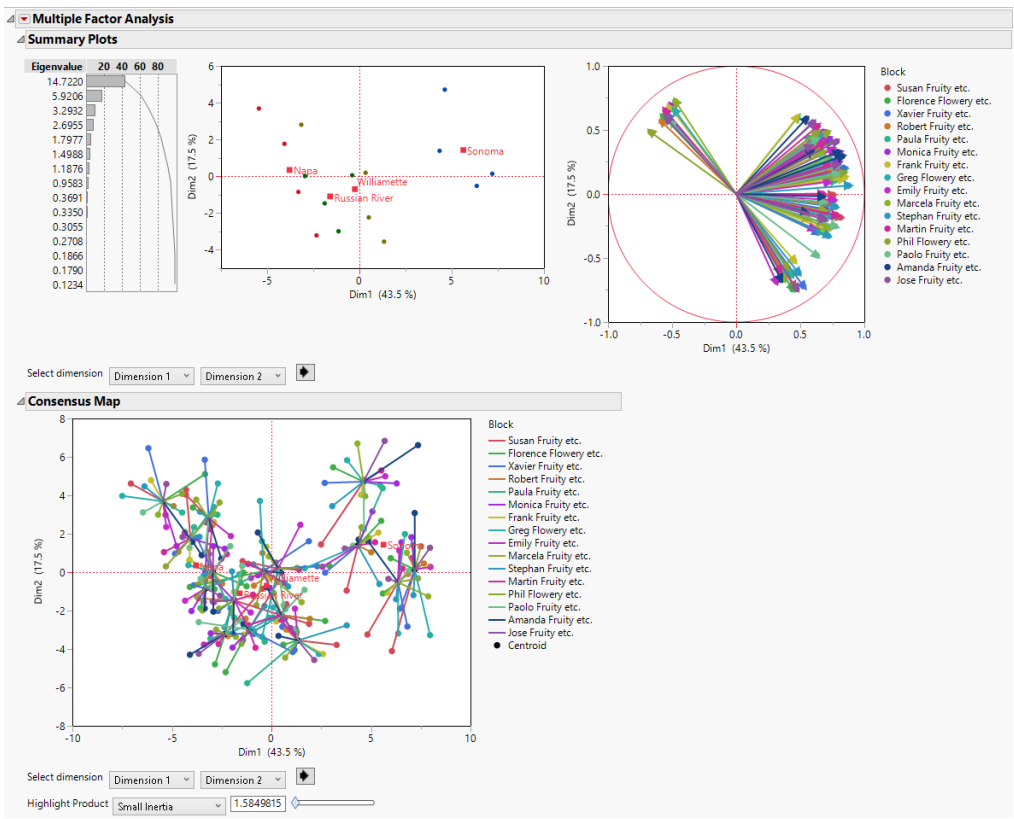 Multiple Factor Analysis
Summary Plots
Eigenvalue 20 40 60 80
14.7220
5.9206
3.2932
2.6955
1.7977
1.4988
1.1876
0.9583
0.3691
0.3350
0.3055
0.2708
0.1866
0.1790
0.1234
6
4
2
0
-2
-4
Dim2 (17.5 %)
Sonoma
Napa
Williamette
Russian River
-5 0 5 10
Dim1 (43.5 %)
1.0
0.5
0.0
-0.5
-1.0
Dim2 (17.5 %)
-1.0 -0.5 0.0 0.5 1.0
Dim1 (43.5 %)
Block
Susan Fruity etc.
Florence Flowery etc.
Xavier Fruity etc.
Robert Fruity etc.
Paula Fruity etc.
Monica Fruity etc.
Frank Fruity etc.
Greg Flowery etc.
Emily Fruity etc.
Marcela Fruity etc.
Stephan Fruity etc.
Martin Fruity etc.
Phil Flowery etc.
Paolo Fruity etc.
Amanda Fruity etc.
Jose Fruity etc.
Select dimension Dimension 1 Dimension 2
Consensus Map
8
6
4
2
0
-2
-4
-6
-8
Dim2 (17.5 %)
Sonoma
Napa
Williamette
Russian River
-10 -5 0 5 10
Dim1 (43.5 %)
Block
Susan Fruity etc.
Florence Flowery etc.
Xavier Fruity etc.
Robert Fruity etc.
Paula Fruity etc.
Monica Fruity etc.
Frank Fruity etc.
Greg Flowery etc.
Emily Fruity etc.
Marcela Fruity etc.
Stephan Fruity etc.
Martin Fruity etc.
Phil Flowery etc.
Paolo Fruity etc.
Amanda Fruity etc.
Jose Fruity etc.
Centroid
Select dimension Dimension 1 Dimension 2
Highlight Product Small Inertia 1.5849815